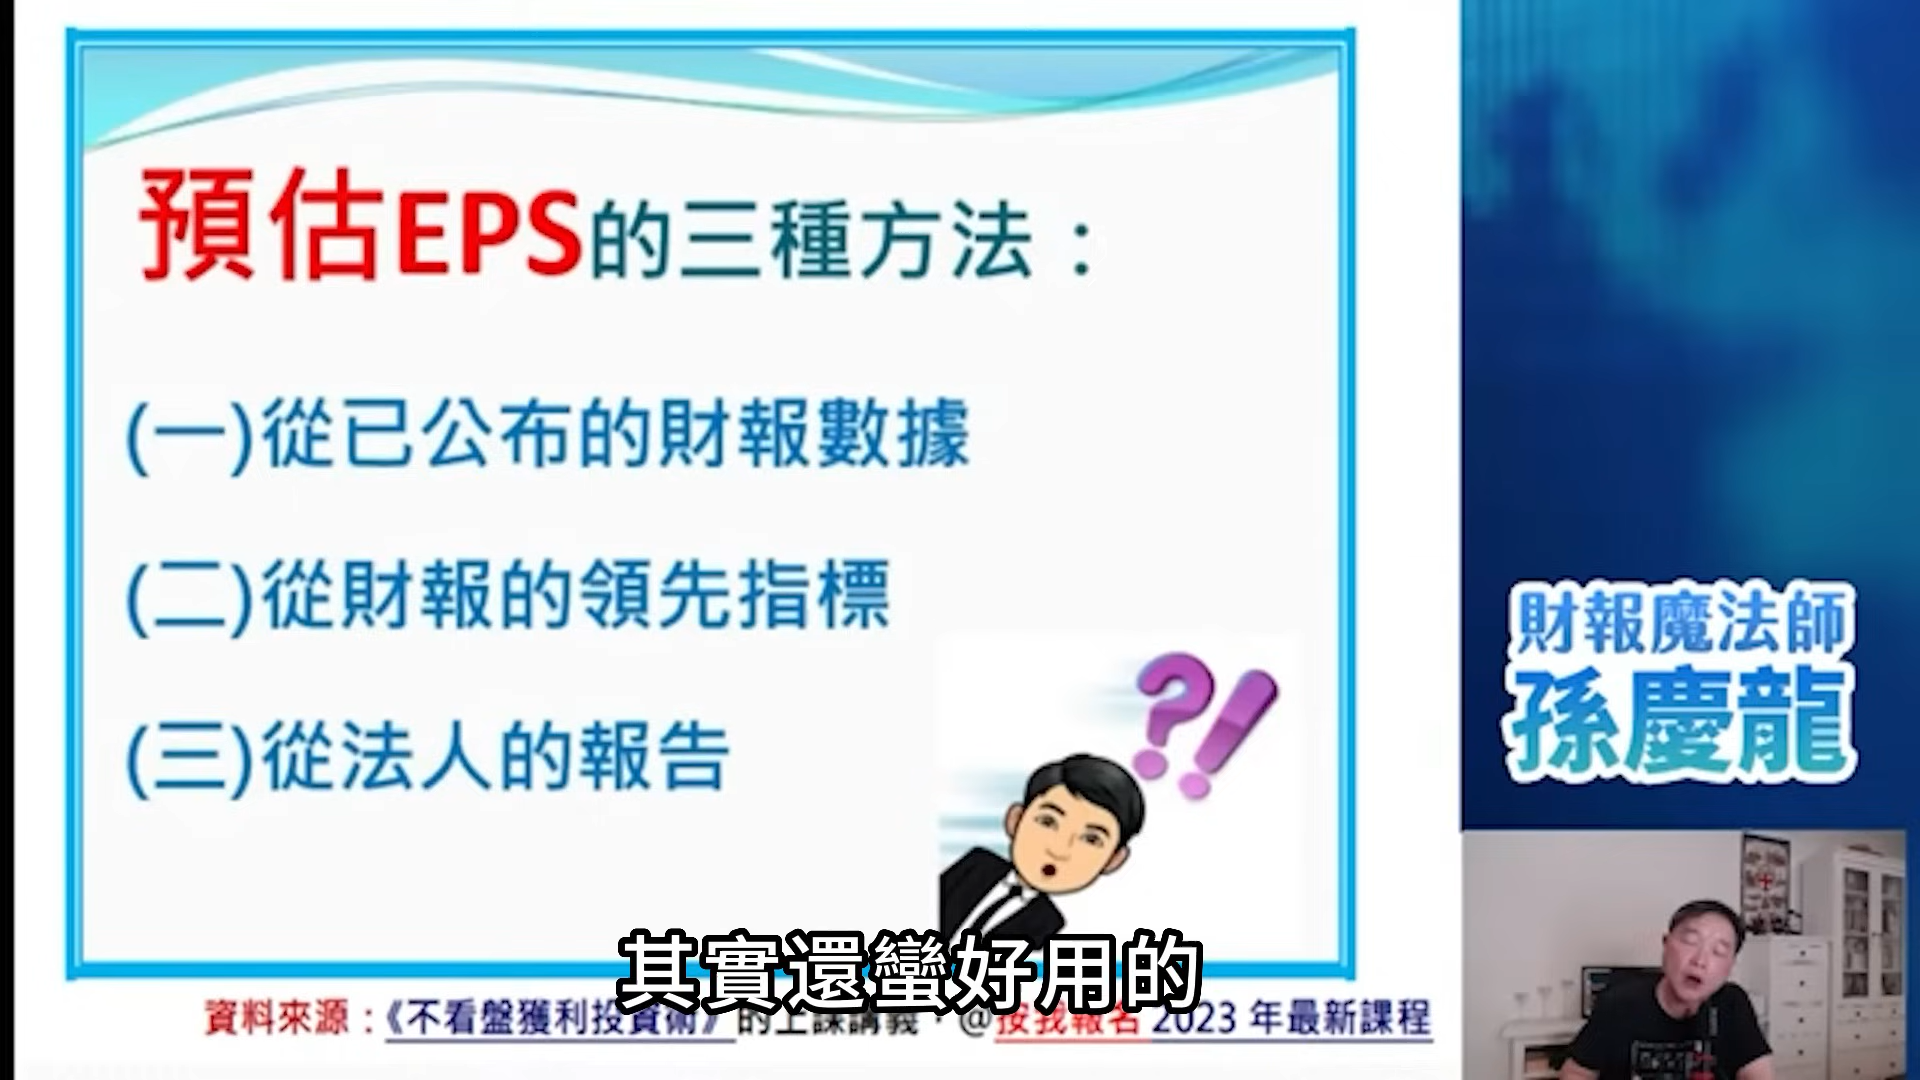 預估EPS的三種方法：
(一)從已公布的財報數據
(二)從財報的領先指標
(三)從法人的報告
?!
其實還蠻好用的
資料來源：《不看盤獲利投資術》的上課講義，@按我報名 2023 年最新課程
財報魔法師
孫慶龍